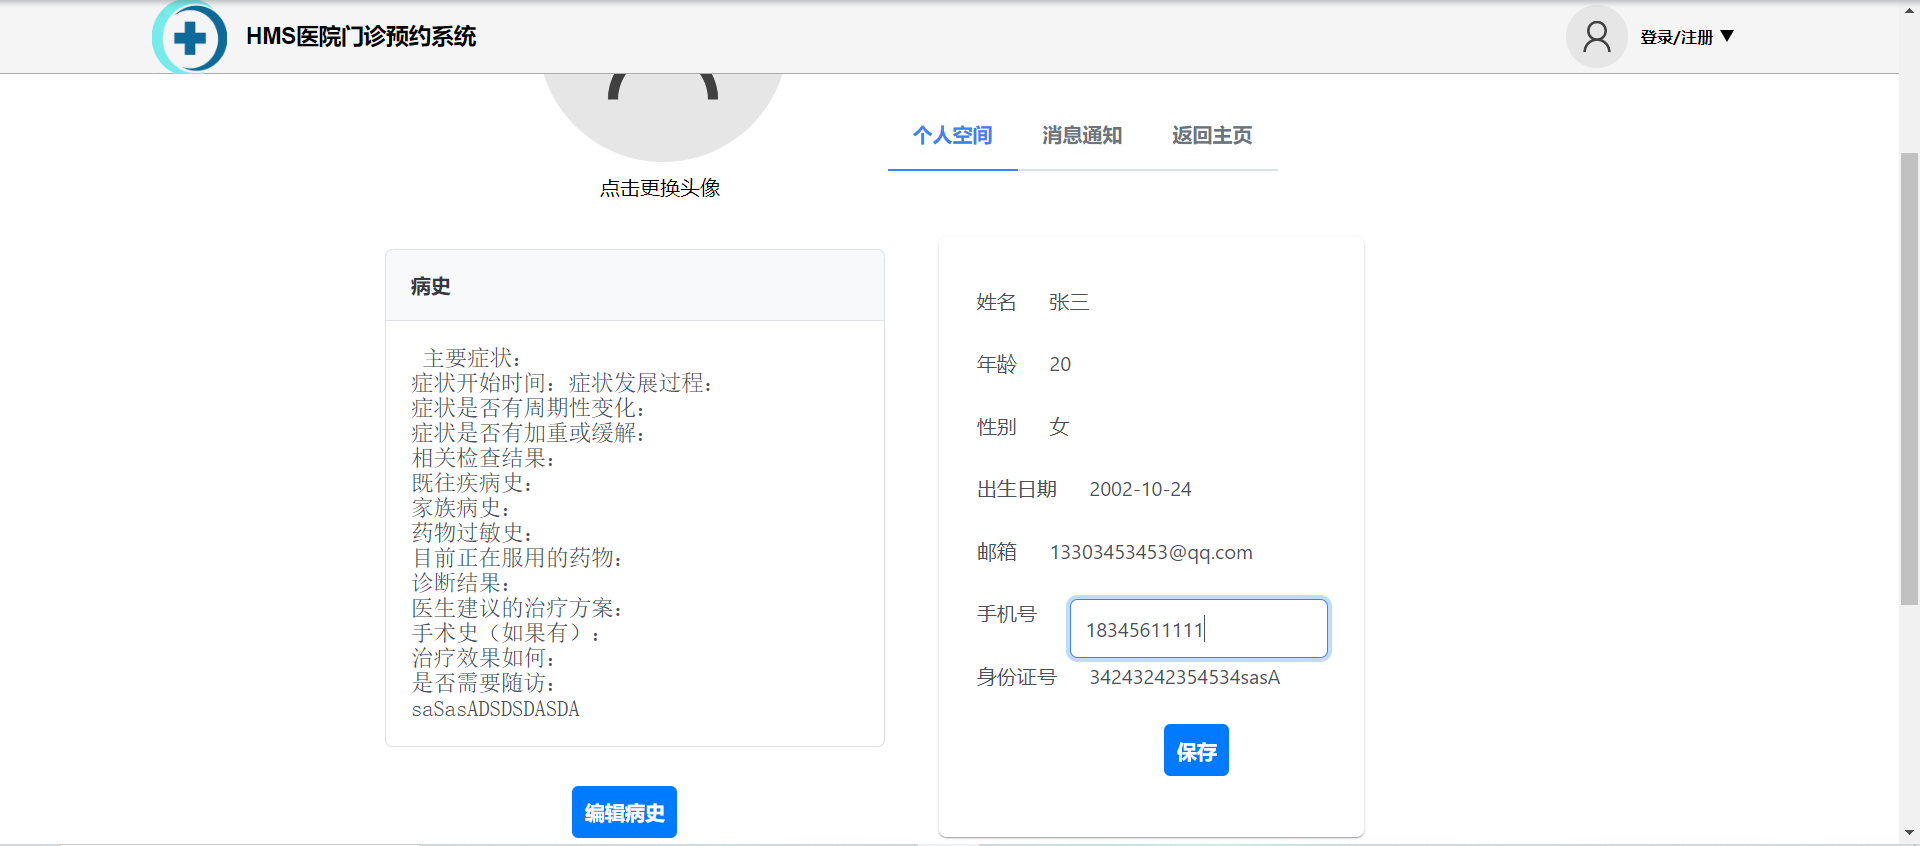 HMS医院门诊预约系统
登录/注册 ▼
个人空间 消息通知 返回主页
点击更换头像
病史
主要症状：
症状开始时间：症状发展过程：
症状是否有周期性变化：
症状是否有加重或缓解：
相关检查结果：
既往疾病史：
家族病史：
药物过敏史：
目前正在服用的药物：
诊断结果：
医生建议的治疗方案：
手术史（如果有）：
治疗效果如何：
是否需要随访：
saSasADSDSDASDA
编辑病史
姓名 张三
年龄 20
性别 女
出生日期 2002-10-24
邮箱 13303453453@qq.com
手机号 18345611111
身份证号 34243242354534sasA
保存